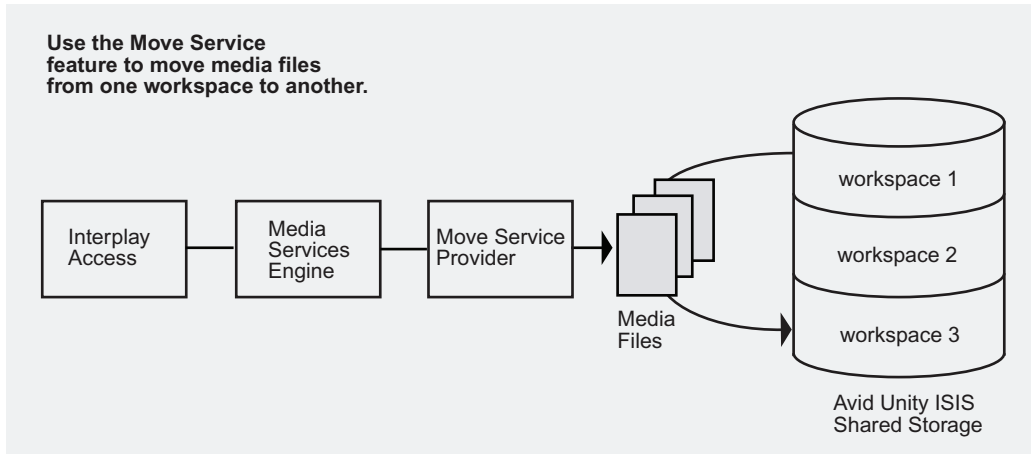 Use the Move Service
feature to move media files
from one workspace to another.
Interplay
Access
Media
Services
Engine
Move Service
Provider
Media
Files
workspace 1
workspace 2
workspace 3
Avid Unity ISIS
Shared Storage